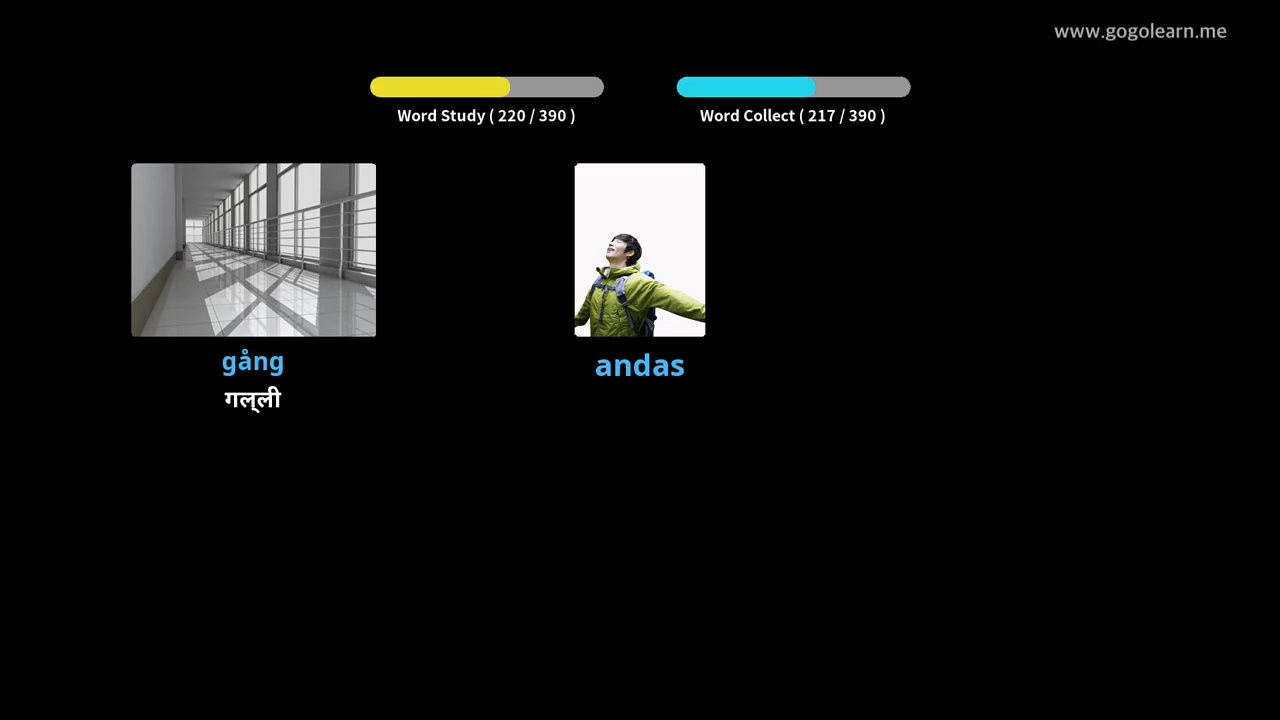 www.gogolearn.me
Word Study ( 220 / 390 )
Word Collect ( 217 / 390 )
gång
गल्ली
andas